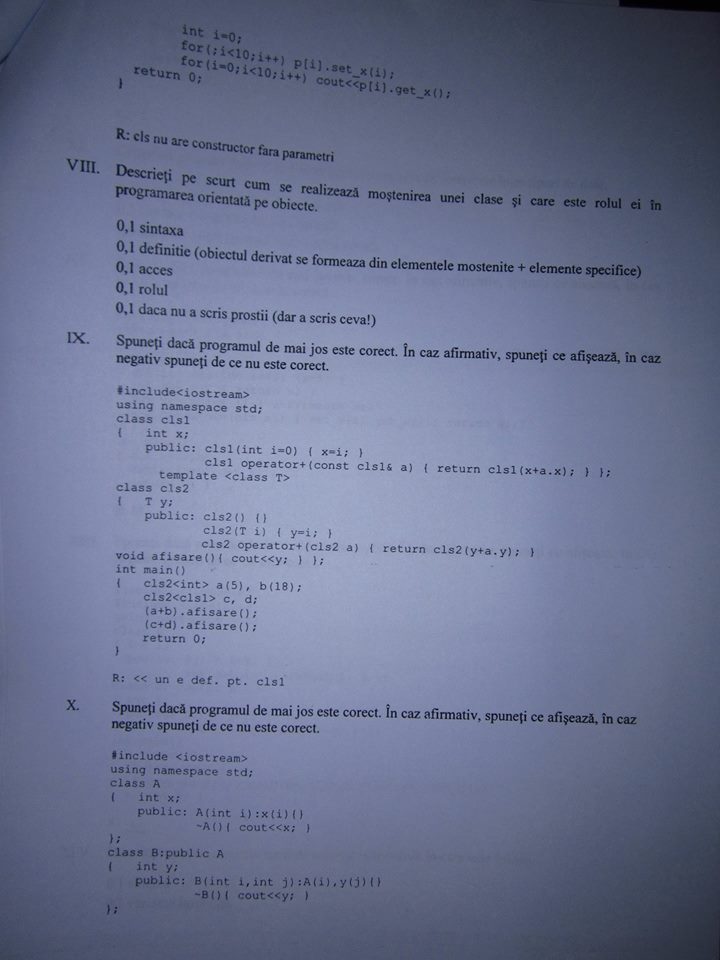 int i=0;
for(;i<10;i++) p[i].set_x(i);
for(i=0;i<10;i++) cout<<p[i].get_x();
return 0;
}
R: cls nu are constructor fara parametri
VIII. Descrieţi pe scurt cum se realizează moştenirea unei clase şi care este rolul ei în
programarea orientată pe obiecte.
0,1 sintaxa
0,1 definitie (obiectul derivat se formeaza din elementele mostenite + elemente specifice)
0,1 acces
0,1 rolul
0,1 daca nu a scris prostii (dar a scris ceva!)
IX. Spuneţi dacă programul de mai jos este corect. În caz afirmativ, spuneţi ce afişează, în caz
negativ spuneţi de ce nu este corect.
#include<iostream>
using namespace std;
class cls1
{ int x;
public: cls1(int i=0) { x=i; }
cls1 operator+(const cls1& a) { return cls1(x+a.x); } };
template <class T>
class cls2
{ T y;
public: cls2() {}
cls2(T i) { y=i; }
cls2 operator+(cls2 a) { return cls2(y+a.y); }
void afisare(){ cout<<y; } };
int main()
{ cls2<int> a(5), b(18);
cls2<cls1> c, d;
(a+b).afisare();
(c+d).afisare();
return 0;
}
R: << un e def. pt. cls1
X. Spuneţi dacă programul de mai jos este corect. În caz afirmativ, spuneţi ce afişează, în caz
negativ spuneţi de ce nu este corect.
#include <iostream>
using namespace std;
class A
{ int x;
public: A(int i):x(i){}
~A(){ cout<<x; }
};
class B:public A
{ int y;
public: B(int i,int j):A(i),y(j){}
~B(){ cout<<y; }
};